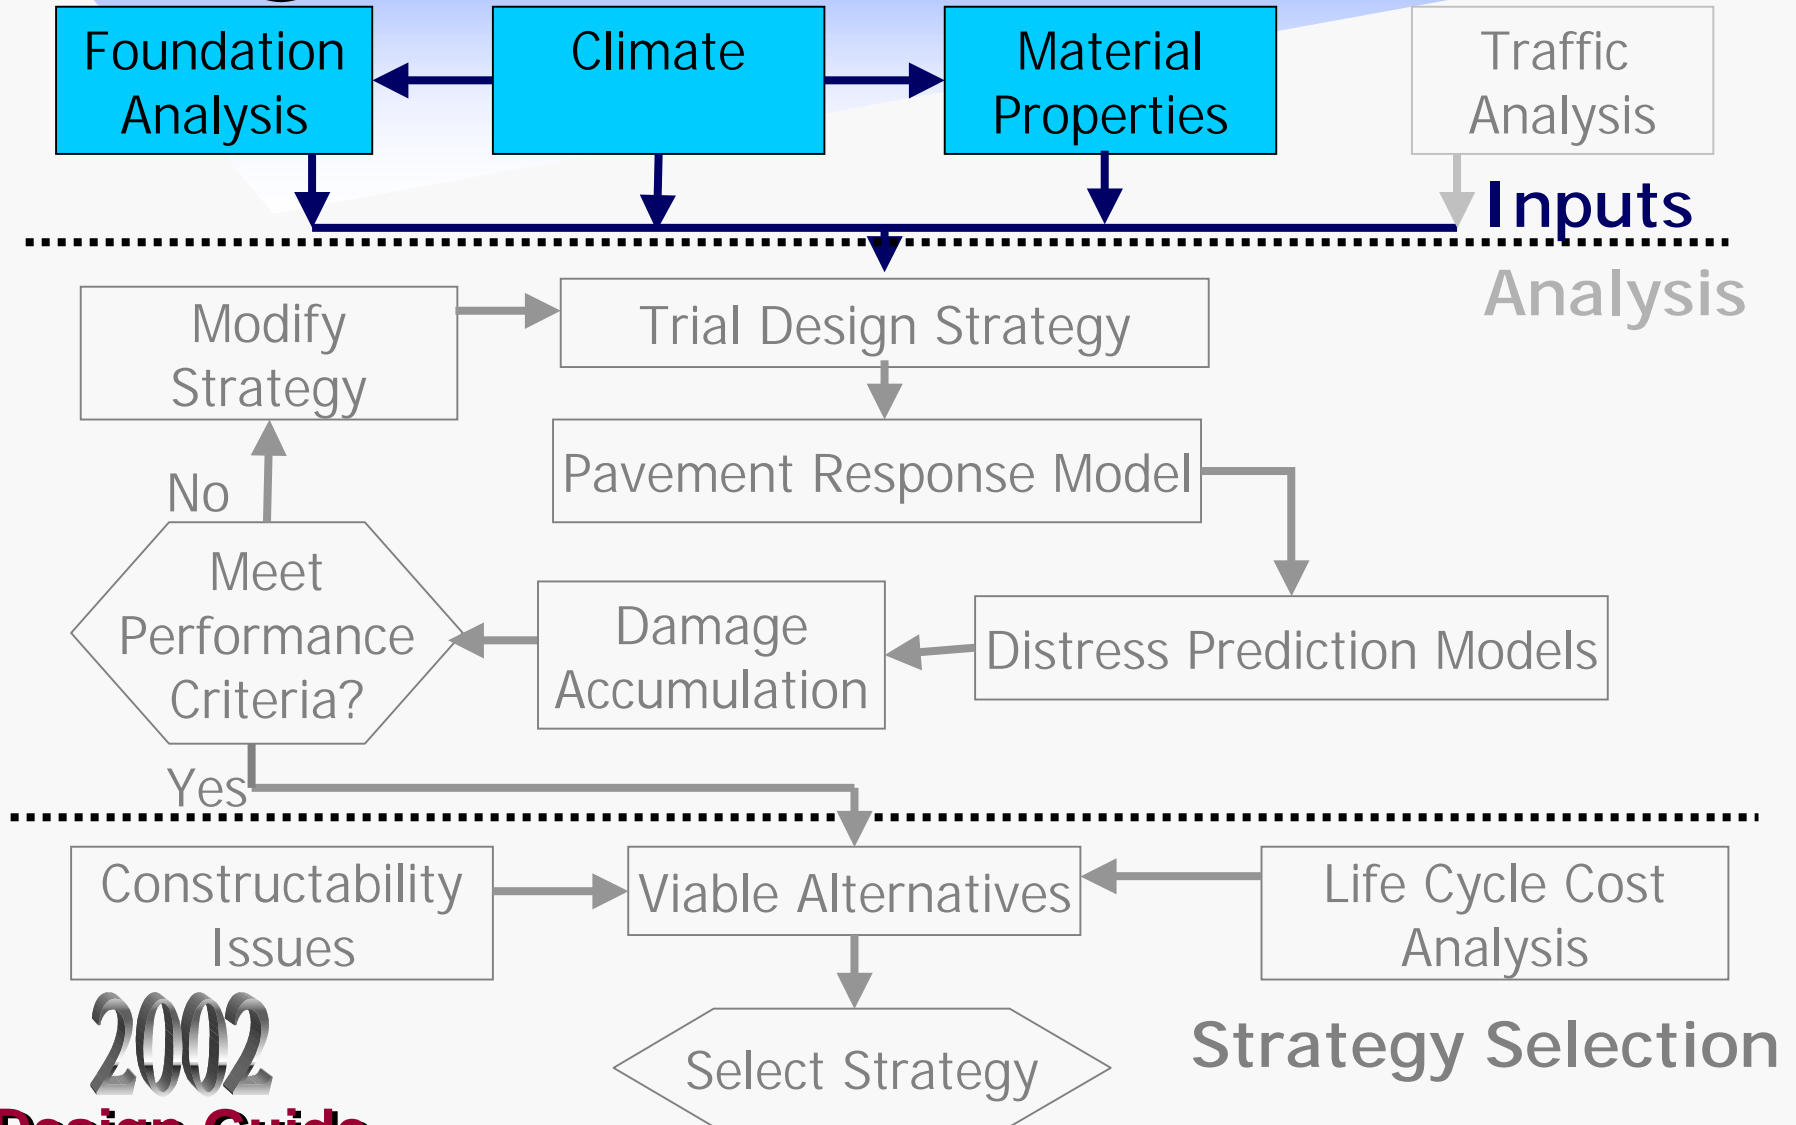 Foundation
Analysis
Climate
Material
Properties
Traffic
Analysis
Inputs
Analysis
Modify
Strategy
Trial Design Strategy
Pavement Response Model
No
Meet
Performance
Criteria?
Damage
Accumulation
Distress Prediction Models
Yes
Constructability
Issues
Viable Alternatives
Life Cycle Cost
Analysis
2002
Design Guide
Select Strategy
Strategy Selection